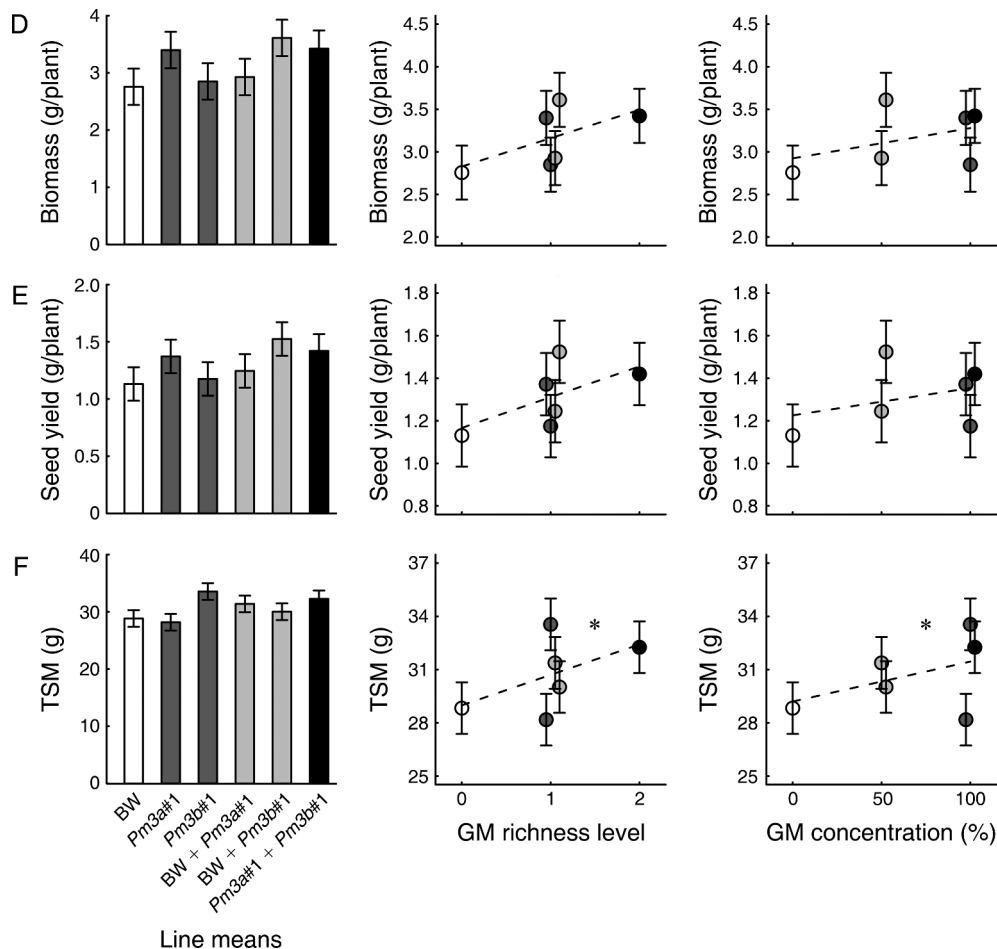 D
Biomass (g/plant)
4
3
2
1
0
Biomass (g/plant)
4.5
4.0
3.5
3.0
2.5
2.0
Biomass (g/plant)
4.5
4.0
3.5
3.0
2.5
2.0
E
Seed yield (g/plant)
2.0
1.5
1.0
0.5
0
Seed yield (g/plant)
1.8
1.6
1.4
1.2
1.0
0.8
Seed yield (g/plant)
1.8
1.6
1.4
1.2
1.0
0.8
F
TSM (g)
40
30
20
10
0
BW
Pm3a#1
Pm3b#1
BW + Pm3a#1
BW + Pm3b#1
Pm3a#1 + Pm3b#1
Line means
TSM (g)
37
34
31
28
25
*
0 1 2
GM richness level
TSM (g)
37
34
31
28
25
*
0 50 100
GM concentration (%)